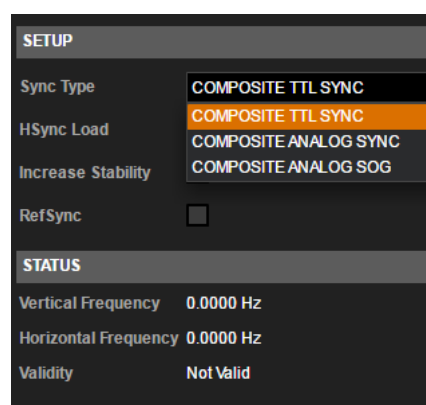 SETUP
Sync Type COMPOSITE TTL SYNC
COMPOSITE TTL SYNC
HSync Load
COMPOSITE ANALOG SYNC
COMPOSITE ANALOG SOG
Increase Stability
RefSync
STATUS
Vertical Frequency 0.0000 Hz
Horizontal Frequency 0.0000 Hz
Validity Not Valid